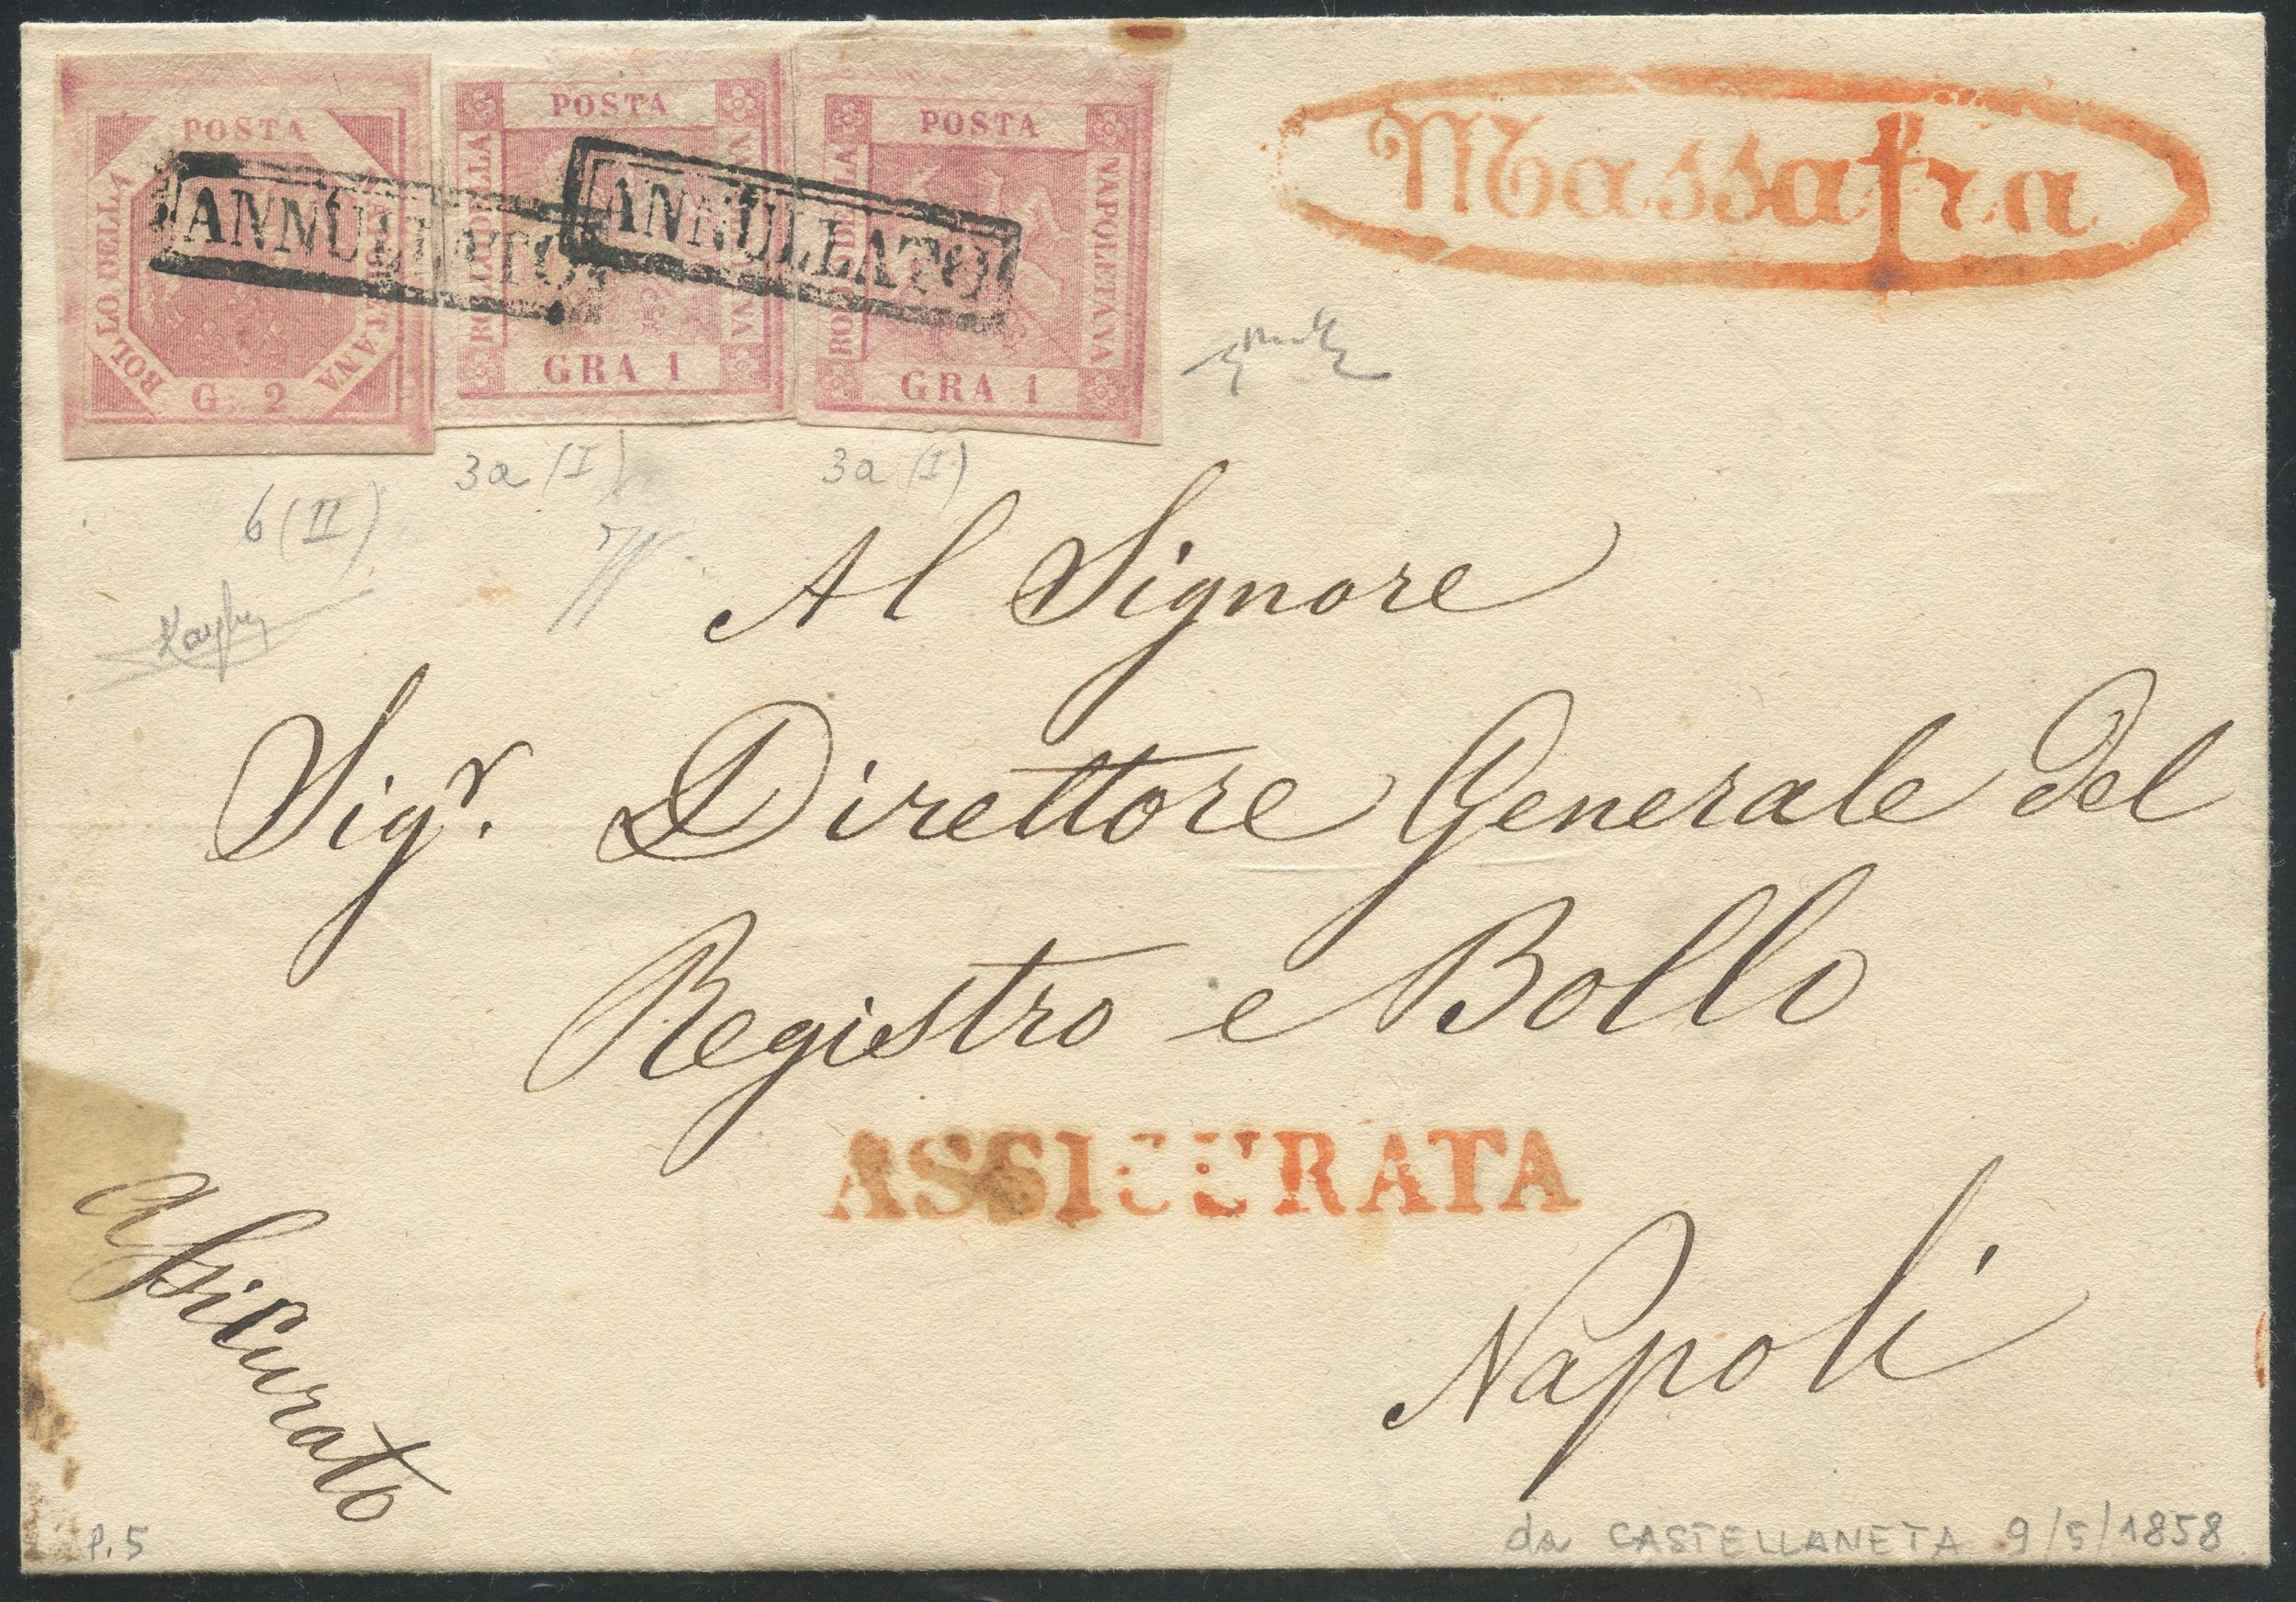 POSTA
BOLLO DELLA
NAPOLETANA
G. 2
POSTA
BOLLO DELLA
NAPOLETANA
GRA 1
POSTA
BOLLO DELLA
NAPOLETANA
GRA 1
ANNULLATO
ANNULLATO
Massafra
6 (II)
3a (I)
3a (I)
Al Signore
Sigr. Direttore Generale del
Registro e Bollo
ASSICURATA
Assicurato
Napoli
P. 5
da CASTELLANETA 9/5/1858